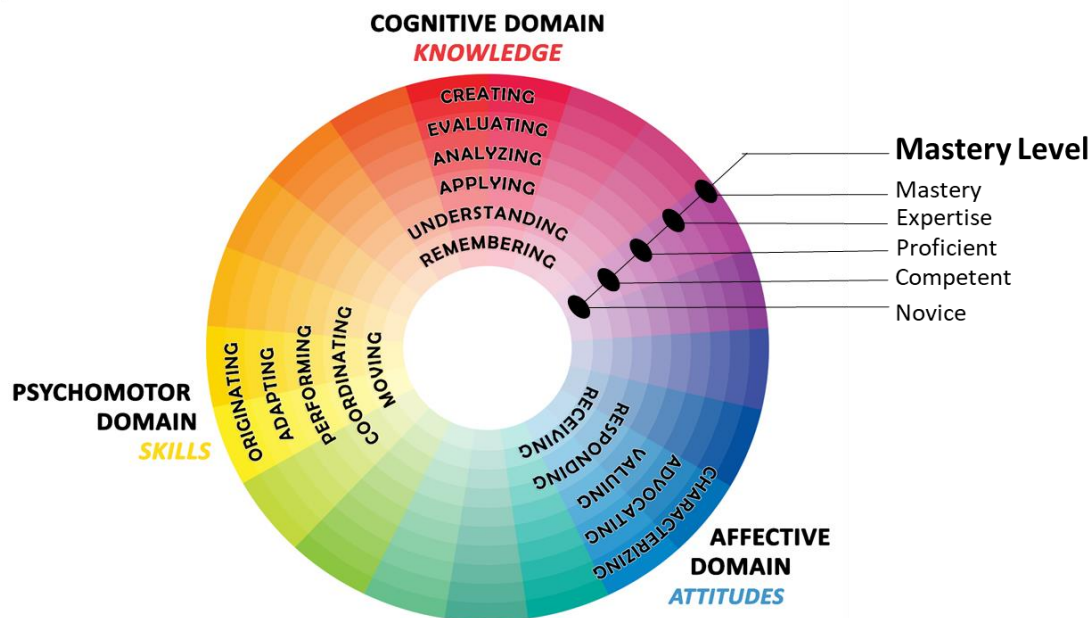 COGNITIVE DOMAIN
KNOWLEDGE
CREATING
EVALUATING
ANALYZING
APPLYING
UNDERSTANDING
REMEMBERING
Mastery Level
Mastery
Expertise
Proficient
Competent
Novice
PSYCHOMOTOR
DOMAIN
SKILLS
ORIGINATING
ADAPTING
PERFORMING
COORDINATING
MOVING
RECEIVING
RESPONDING
VALUING
ADVOCATING
CHARACTERIZING
AFFECTIVE
DOMAIN
ATTITUDES